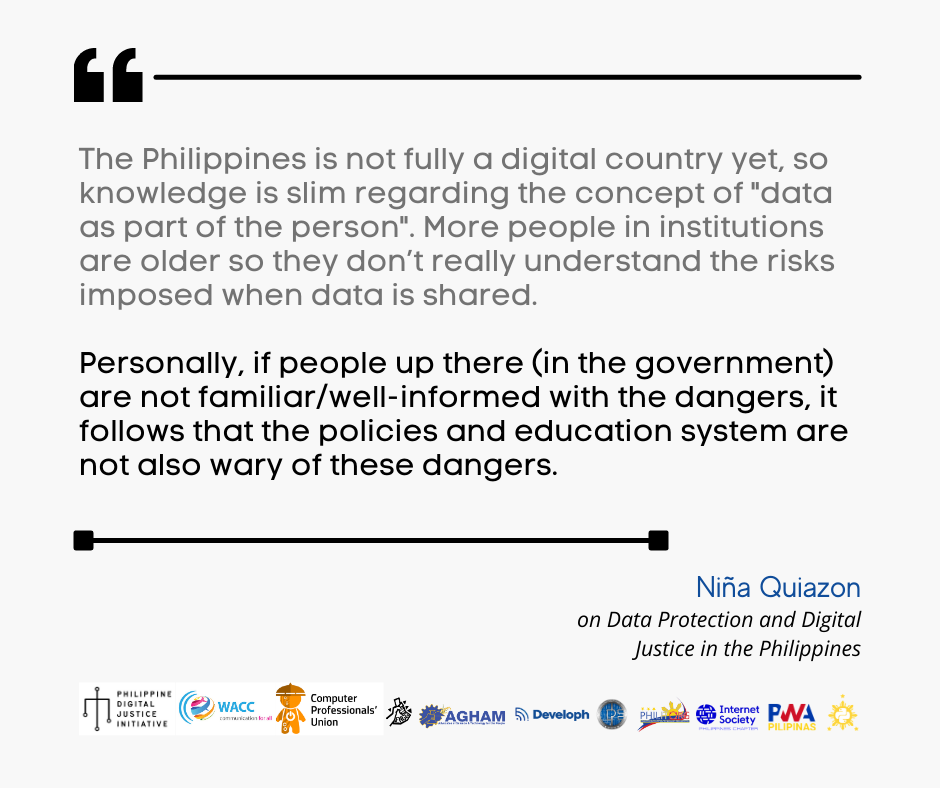 The Philippines is not fully a digital country yet, so
knowledge is slim regarding the concept of "data
as part of the person". More people in institutions
are older so they don’t really understand the risks
imposed when data is shared.
Personally, if people up there (in the government)
are not familiar/well-informed with the dangers, it
follows that the policies and education system are
not also wary of these dangers.
Niña Quiazon
on Data Protection and Digital
Justice in the Philippines
PHILIPPINE
DIGITAL
JUSTICE
INITIATIVE
WACC
communication for all
Computer
Professionals’
Union
AGHAM
Developh
Internet
Society
PHILIPPINES CHAPTER
PWA
PILIPINAS